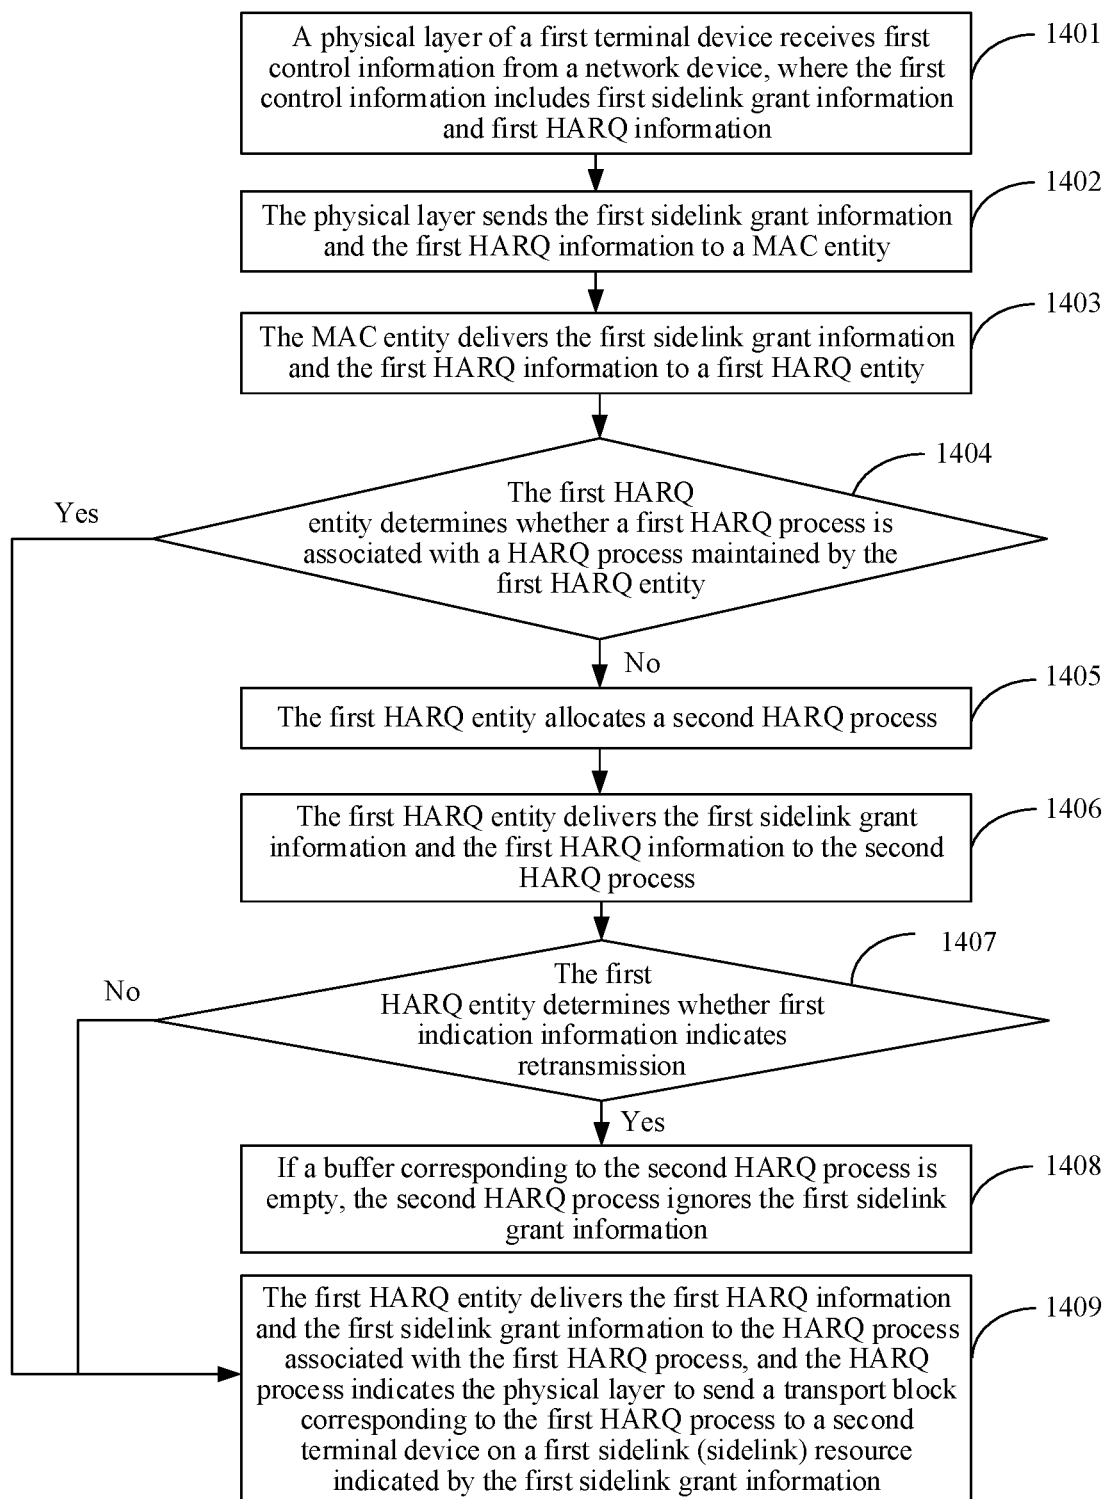 A physical layer of a first terminal device receives first
control information from a network device, where the first
control information includes first sidelink grant information
and first HARQ information
1401
The physical layer sends the first sidelink grant information
and the first HARQ information to a MAC entity
1402
The MAC entity delivers the first sidelink grant information
and the first HARQ information to a first HARQ entity
1403
The first HARQ
entity determines whether a first HARQ process is
associated with a HARQ process maintained by the
first HARQ entity
1404
Yes
No
The first HARQ entity allocates a second HARQ process
1405
The first HARQ entity delivers the first sidelink grant
information and the first HARQ information to the second
HARQ process
1406
The first
HARQ entity determines whether first
indication information indicates
retransmission
1407
No
Yes
If a buffer corresponding to the second HARQ process is
empty, the second HARQ process ignores the first sidelink
grant information
1408
The first HARQ entity delivers the first HARQ information
and the first sidelink grant information to the HARQ process
associated with the first HARQ process, and the HARQ
process indicates the physical layer to send a transport block
corresponding to the first HARQ process to a second
terminal device on a first sidelink (sidelink) resource
indicated by the first sidelink grant information
1409